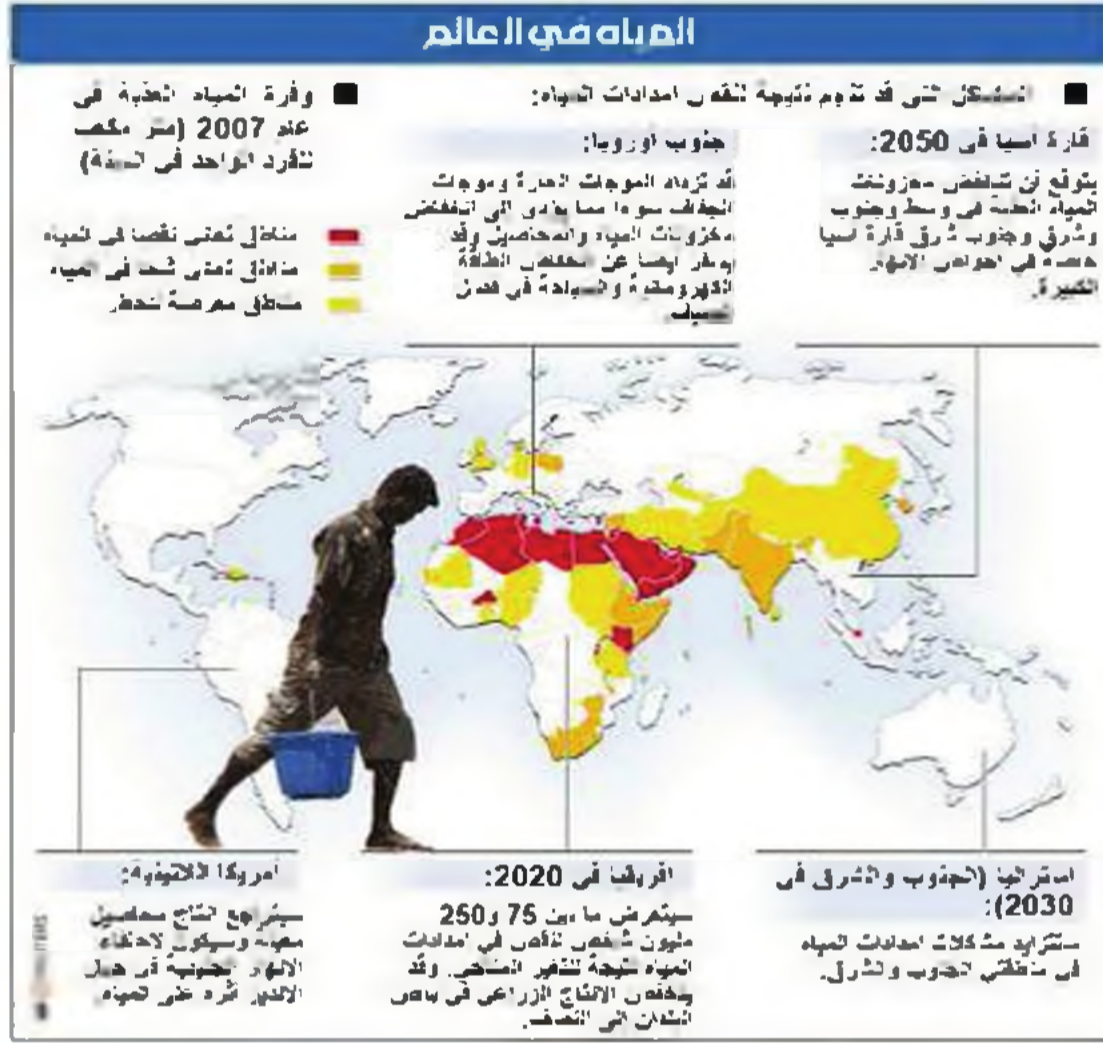 المياه في العالم
المشاكل التي قد تنجم نتيجة لنقص امدادات المياه:
قارة اسيا في 2050:
يتوقع ان تنخفض مخزونات
المياه العذبة في وسط وجنوب
وشرق وجنوب شرق قارة اسيا
خاصة في احواض الانهار
الكبيرة.
جنوب اوروبا:
قد تزداد الموجات الحارة وموجات
الجفاف سوءا مما يؤدي الى انخفاض
مخزونات المياه والمحاصيل وقد
يسفر ايضا عن انخفاض الطاقة
الكهرومائية والسياحة في فصل
الصيف.
وفرة المياه العذبة في
عام 2007 (متر مكعب
للفرد الواحد في السنة)
مناطق تعاني نقصا في المياه
مناطق تعاني شحا في المياه
مناطق معرضة للخطر
امريكا اللاتينية:
سيتراجع انتاج محاصيل
معينة وسيكون لاختفاء
الانهار الجليدية في جبال
الانديز اثره على المياه.
افريقيا في 2020:
سيتعرض ما بين 75 و250
مليون شخص لنقص في امدادات
المياه نتيجة للتغير المناخي. وقد
ينخفض الانتاج الزراعي في بعض
البلدان الى النصف.
استراليا (الجنوب والشرق في
2030):
ستتزايد مشكلات امدادات المياه
في منطقتي الجنوب والشرق.
REUTERS